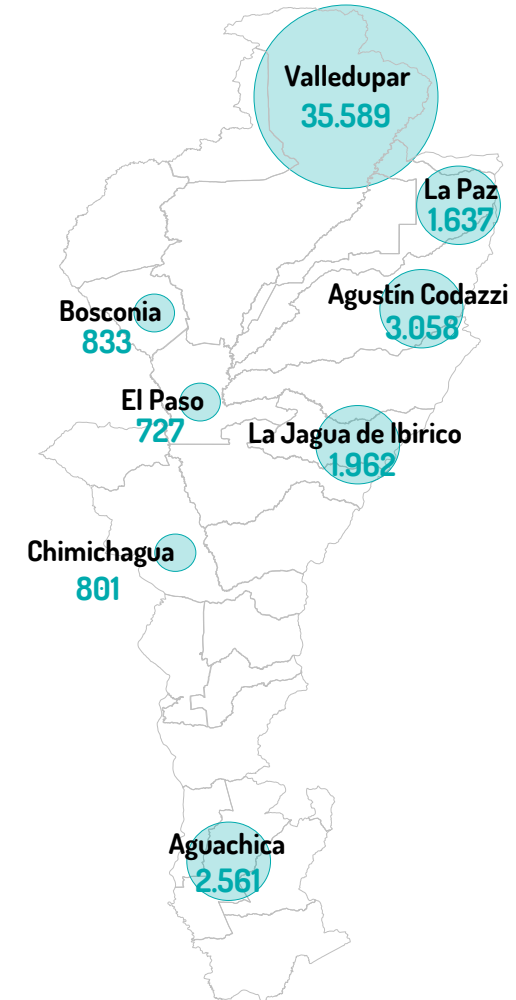 Valledupar
35.589
La Paz
1.637
Agustín Codazzi
3.058
Bosconia
833
El Paso
727
La Jagua de Ibirico
1.962
Chimichagua
801
Aguachica
2.561